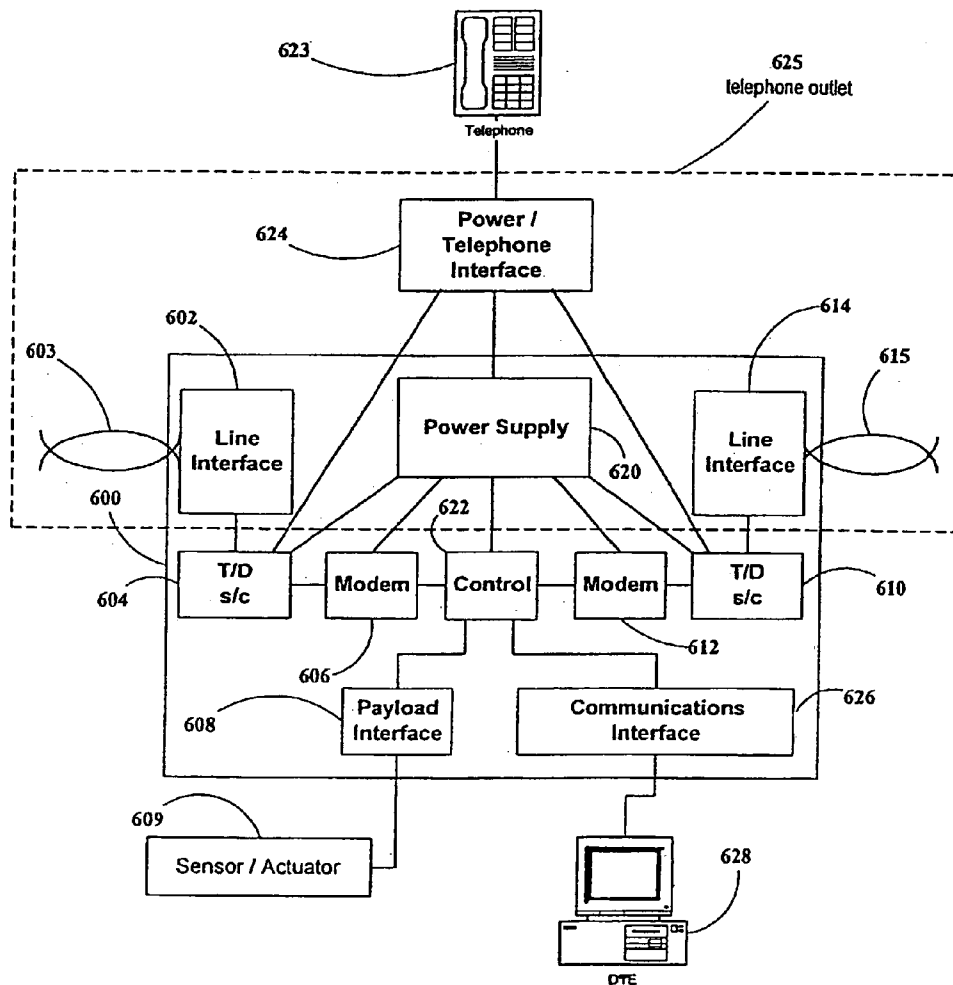 623
Telephone
625
telephone outlet
624
Power /
Telephone
Interface
602
614
603
615
Line
Interface
Power Supply
620
Line
Interface
600
622
604
T/D
s/c
Modem
Control
Modem
T/D
s/c
610
606
612
608
Payload
Interface
Communications
Interface
626
609
Sensor / Actuator
628
DTE